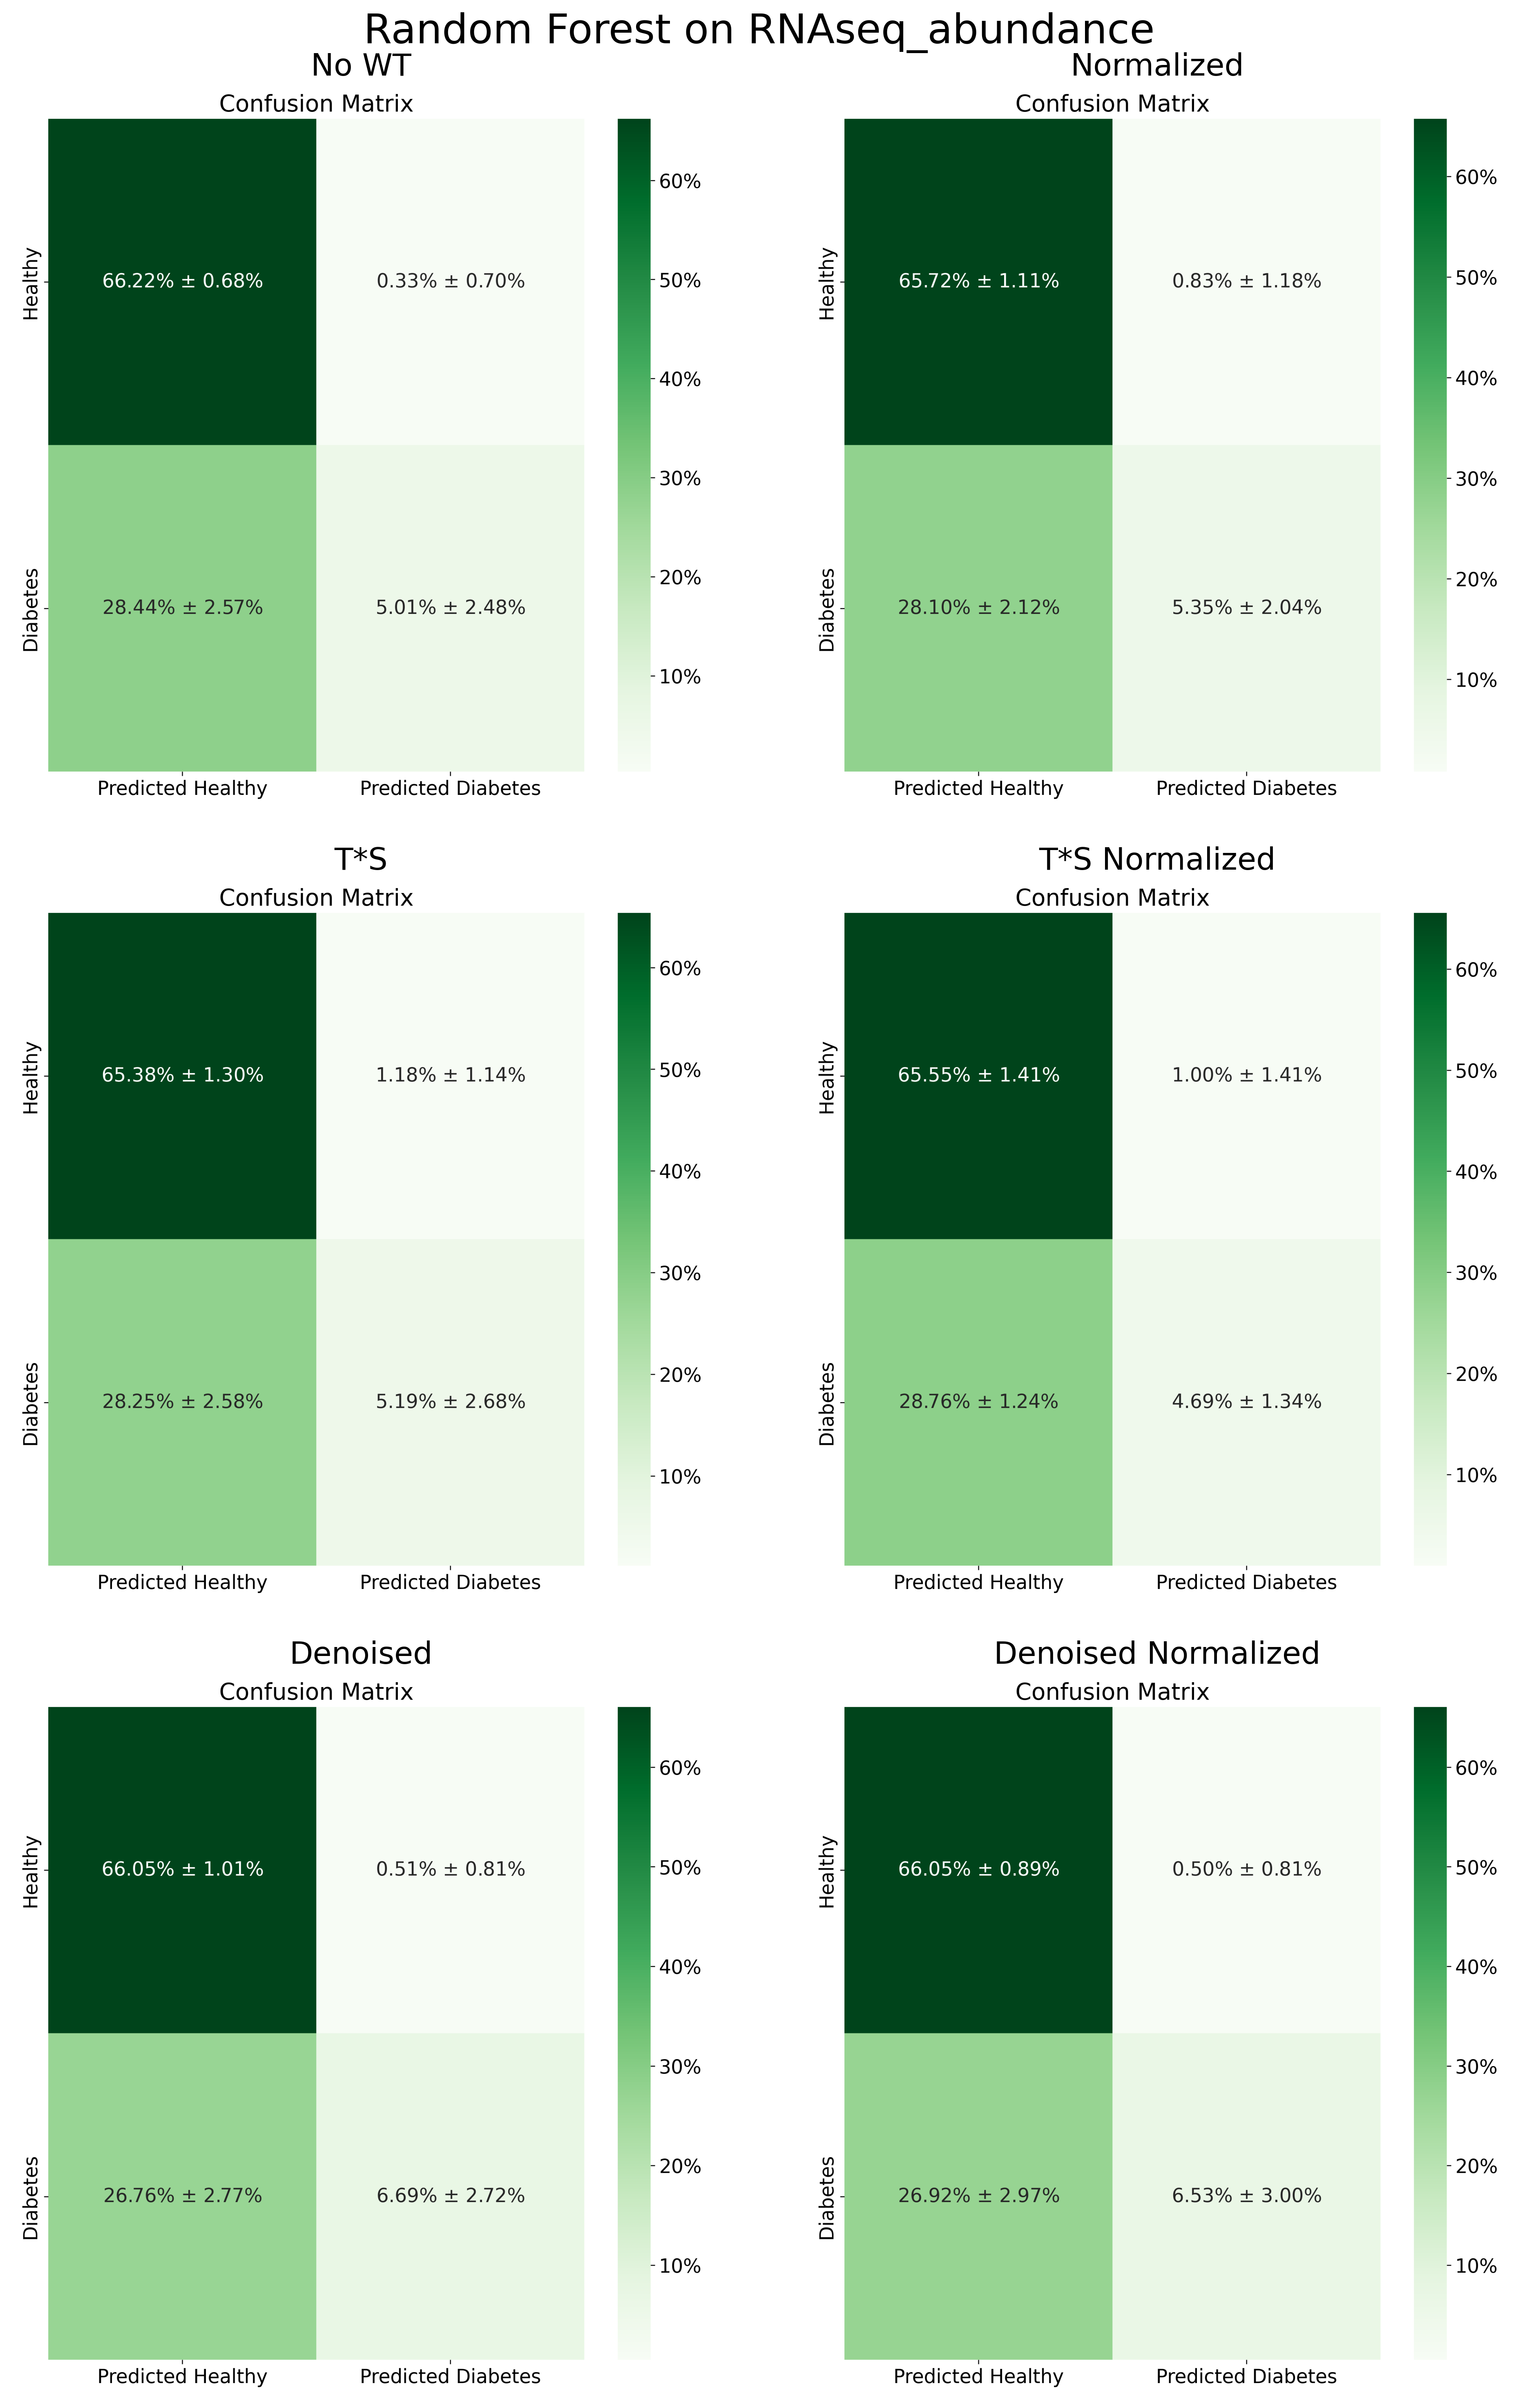 Random Forest on RNAseq_abundance
No WT
Confusion Matrix
Healthy
Diabetes
66.22% ± 0.68%
0.33% ± 0.70%
28.44% ± 2.57%
5.01% ± 2.48%
Predicted Healthy
Predicted Diabetes
60%
50%
40%
30%
20%
10%
Normalized
Confusion Matrix
Healthy
Diabetes
65.72% ± 1.11%
0.83% ± 1.18%
28.10% ± 2.12%
5.35% ± 2.04%
Predicted Healthy
Predicted Diabetes
60%
50%
40%
30%
20%
10%
T*S
Confusion Matrix
Healthy
Diabetes
65.38% ± 1.30%
1.18% ± 1.14%
28.25% ± 2.58%
5.19% ± 2.68%
Predicted Healthy
Predicted Diabetes
60%
50%
40%
30%
20%
10%
T*S Normalized
Confusion Matrix
Healthy
Diabetes
65.55% ± 1.41%
1.00% ± 1.41%
28.76% ± 1.24%
4.69% ± 1.34%
Predicted Healthy
Predicted Diabetes
60%
50%
40%
30%
20%
10%
Denoised
Confusion Matrix
Healthy
Diabetes
66.05% ± 1.01%
0.51% ± 0.81%
26.76% ± 2.77%
6.69% ± 2.72%
Predicted Healthy
Predicted Diabetes
60%
50%
40%
30%
20%
10%
Denoised Normalized
Confusion Matrix
Healthy
Diabetes
66.05% ± 0.89%
0.50% ± 0.81%
26.92% ± 2.97%
6.53% ± 3.00%
Predicted Healthy
Predicted Diabetes
60%
50%
40%
30%
20%
10%